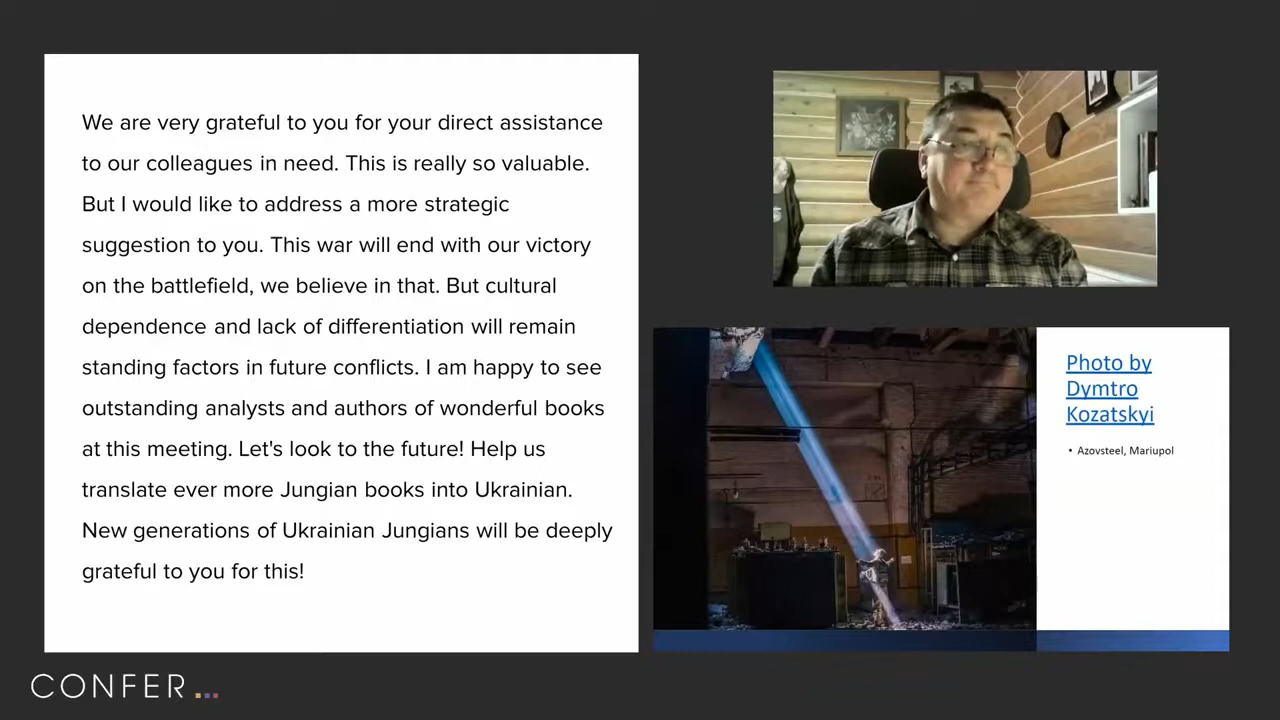 We are very grateful to you for your direct assistance
to our colleagues in need. This is really so valuable.
But I would like to address a more strategic
suggestion to you. This war will end with our victory
on the battlefield, we believe in that. But cultural
dependence and lack of differentiation will remain
standing factors in future conflicts. I am happy to see
outstanding analysts and authors of wonderful books
at this meeting. Let's look to the future! Help us
translate ever more Jungian books into Ukrainian.
New generations of Ukrainian Jungians will be deeply
grateful to you for this!
Photo by
Dymtro
Kozatskyi
• Azovsteel, Mariupol
CONFER...